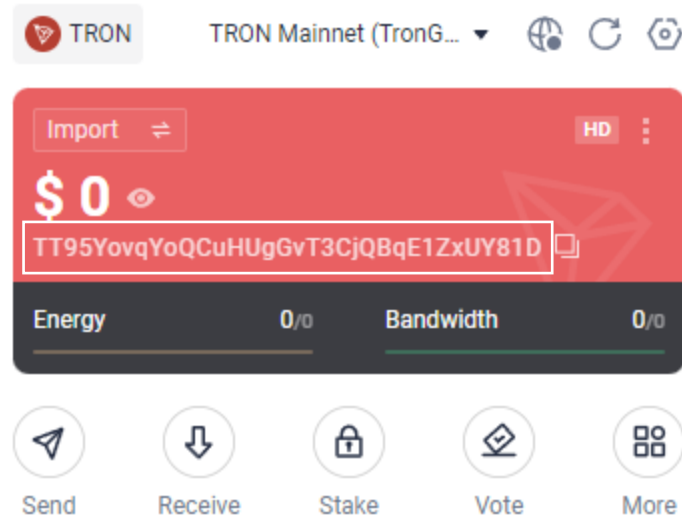 TRON TRON Mainnet (TronG...
Import HD
$ 0
TT95YovqYoQCuHUgGvT3CjQBqE1ZxUY81D
Energy 0/0 Bandwidth 0/0
Send Receive Stake Vote More